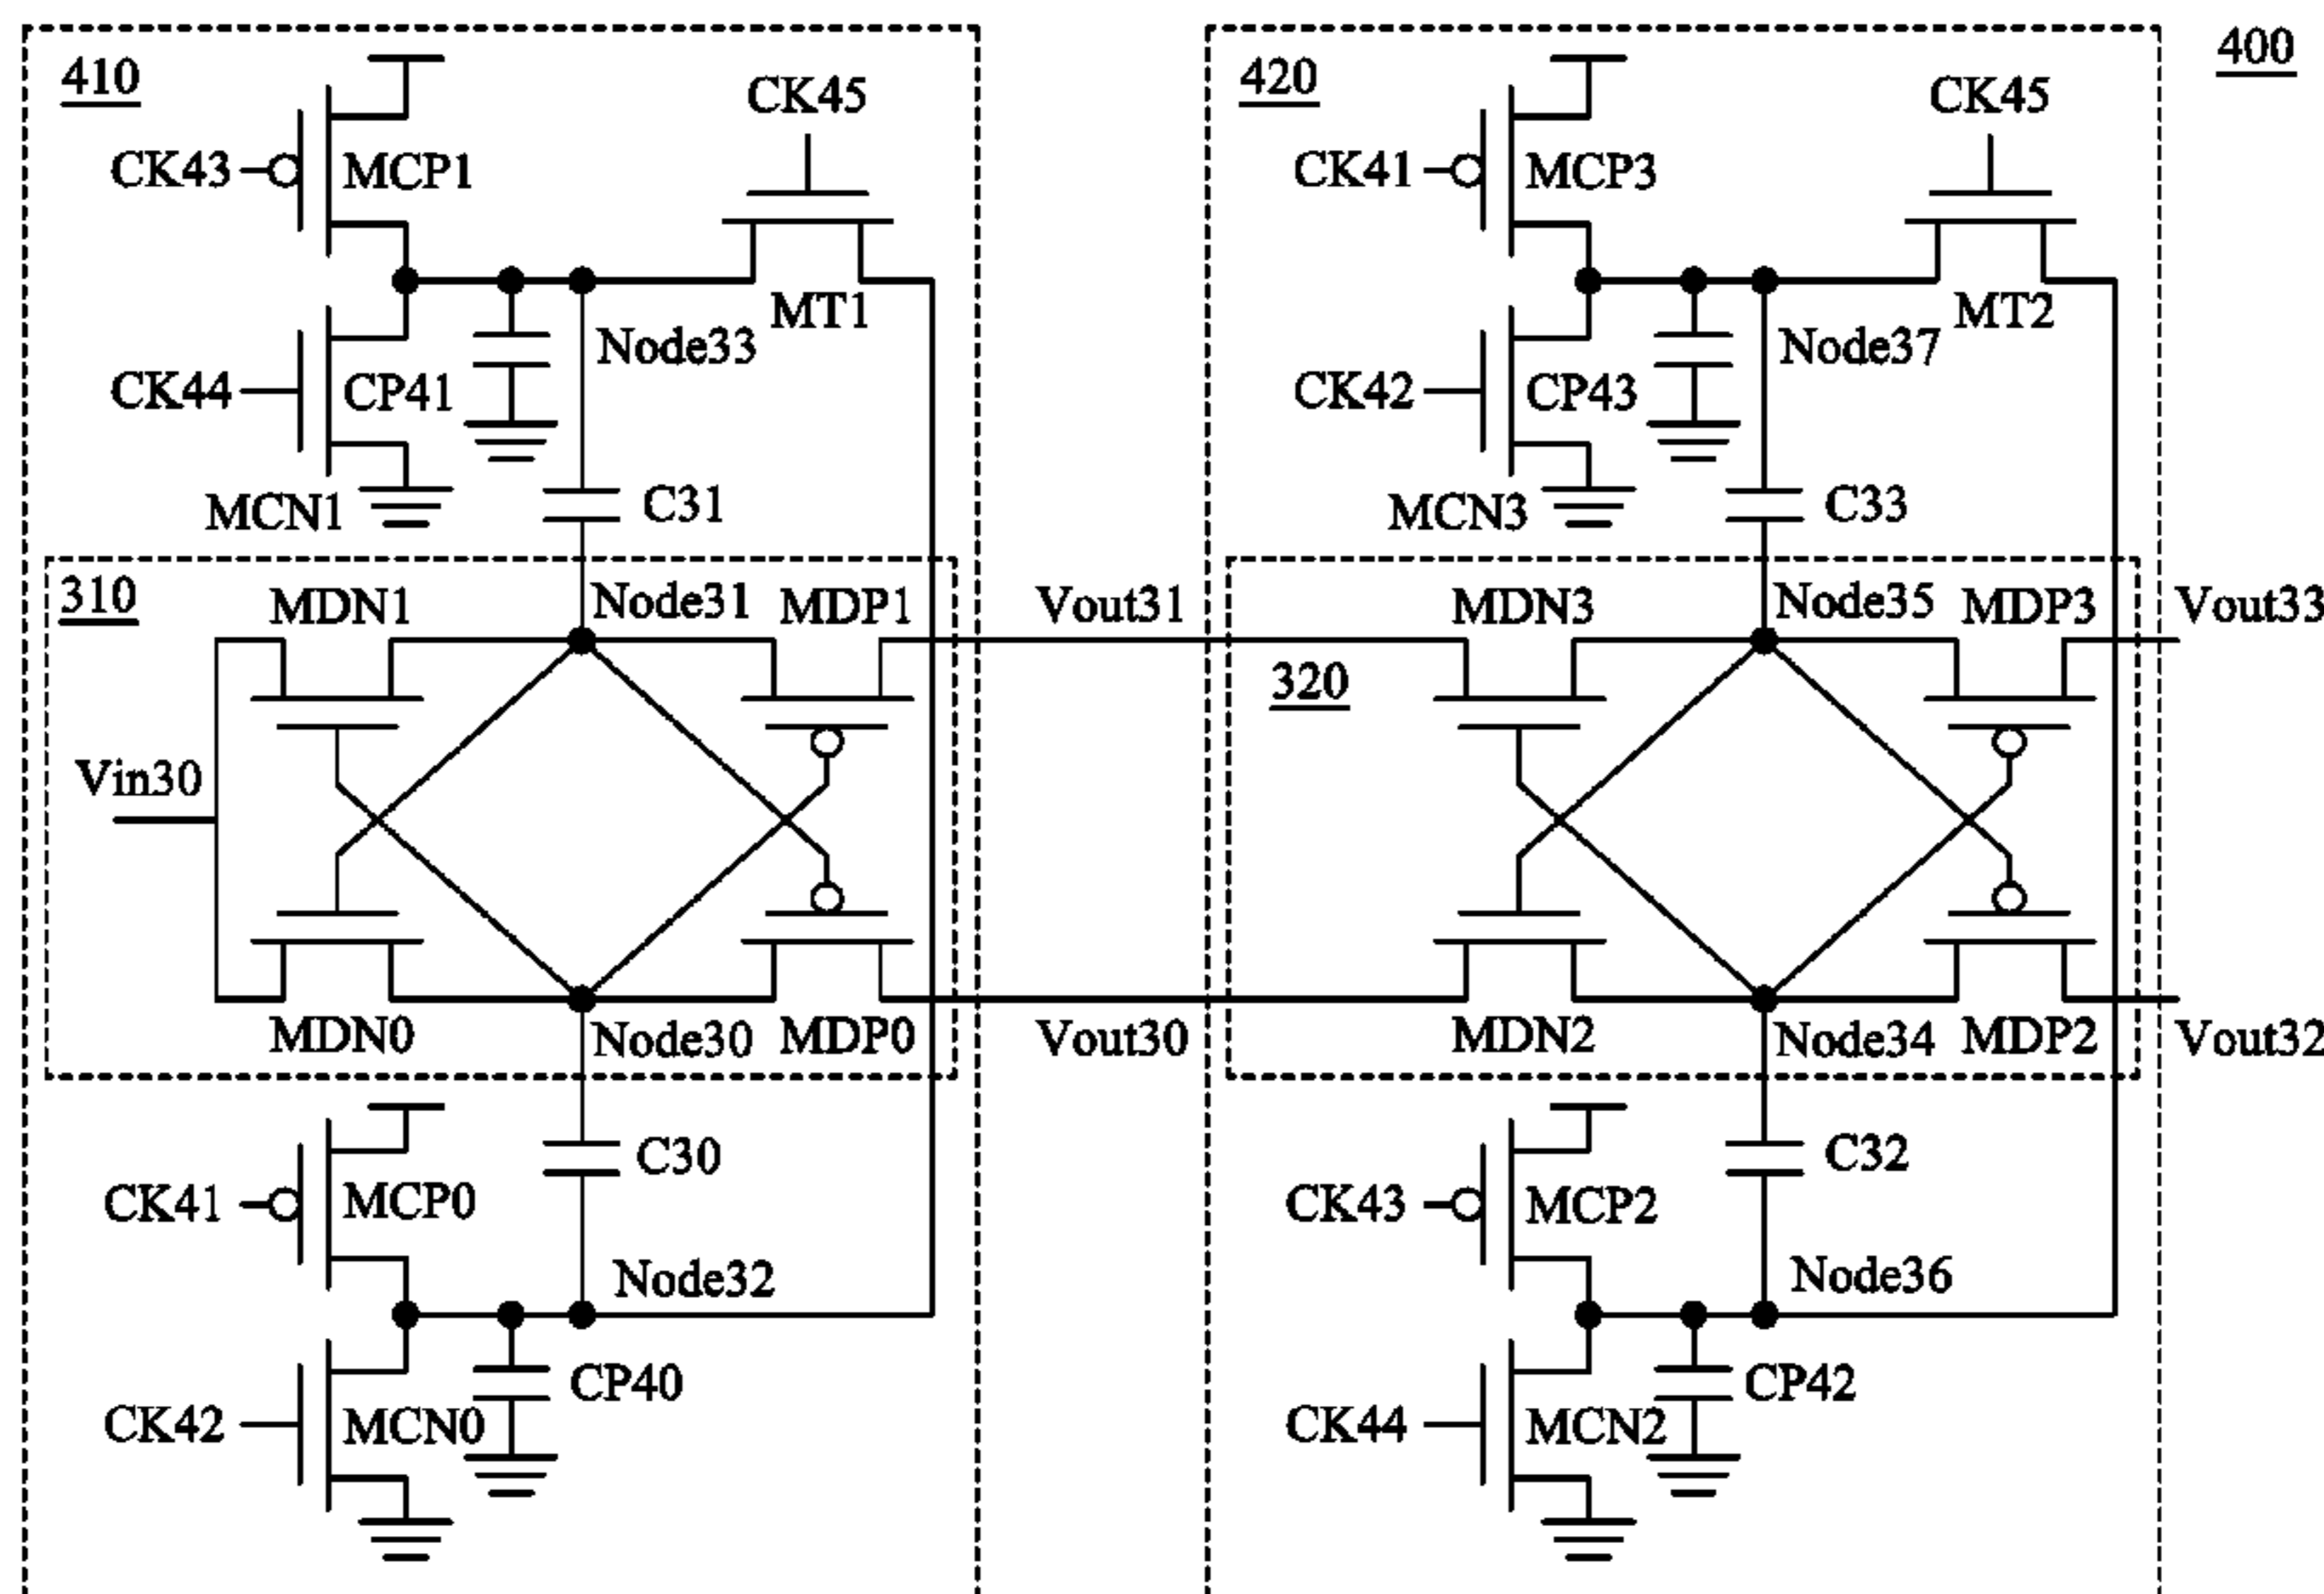 410
CK45
CK43
MCP1
MT1
Node33
CK44
CP41
MCN1
C31
310
MDN1
Node31
MDP1
Vin30
MDN0
Node30
MDP0
C30
CK41
MCP0
Node32
CK42
MCN0
CP40
Vout31
Vout30
400
420
CK45
CK41
MCP3
MT2
Node37
CK42
CP43
MCN3
C33
MDN3
Node35
MDP3
Vout33
320
MDN2
Node34
MDP2
Vout32
C32
CK43
MCP2
Node36
CK44
MCN2
CP42